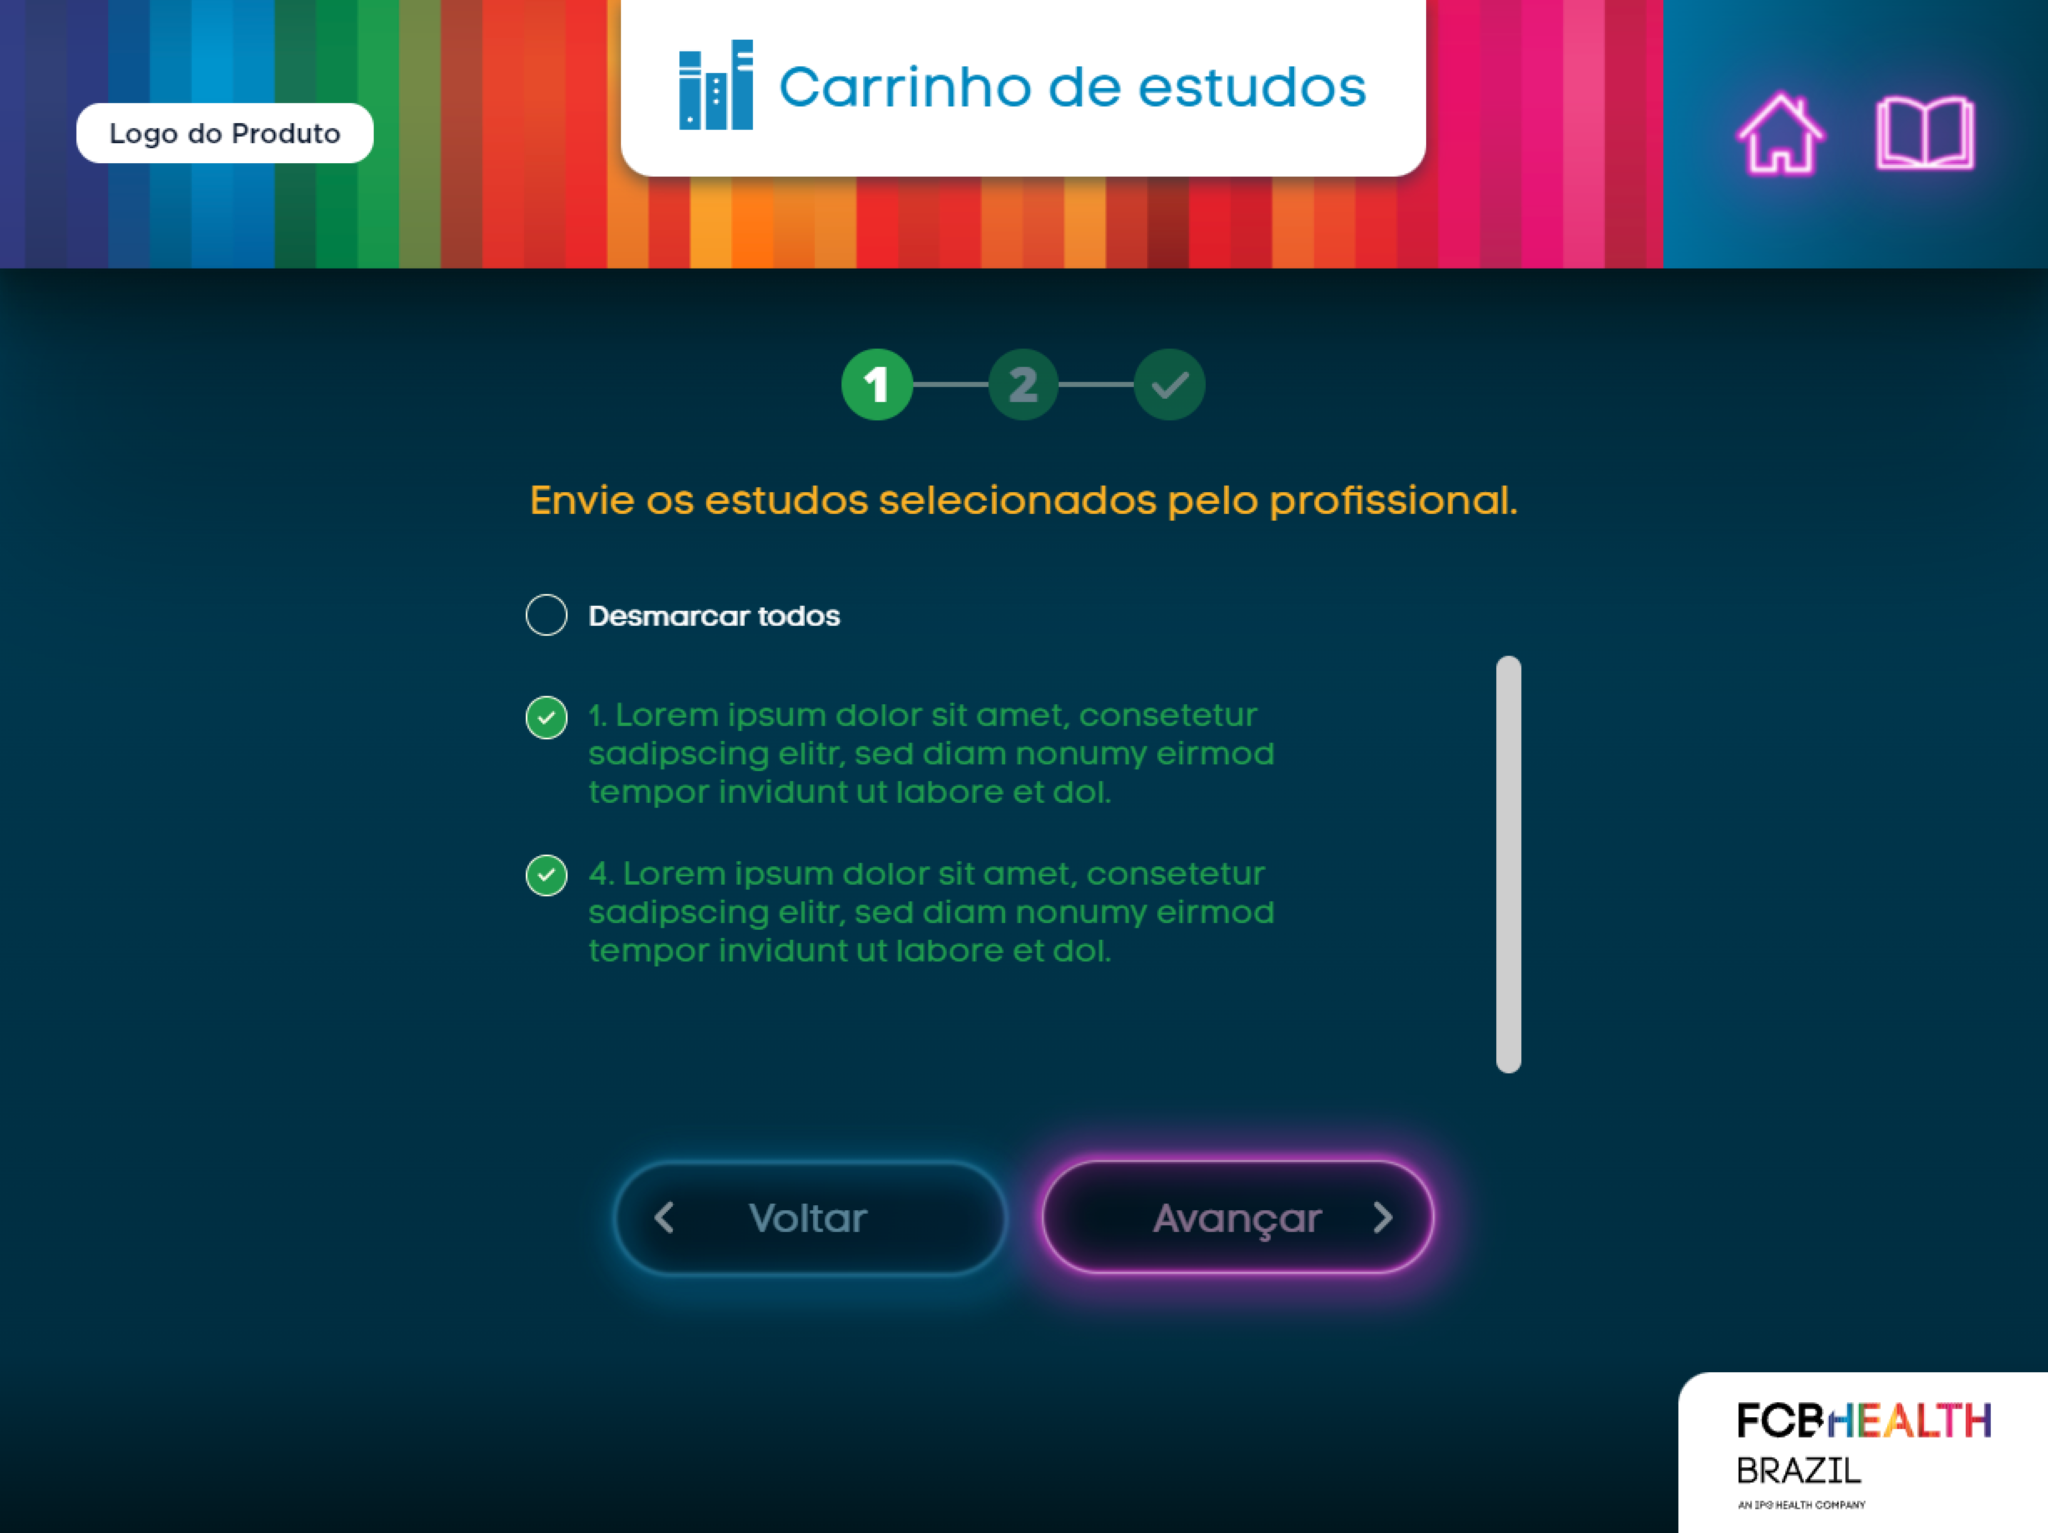 Logo do Produto
Carrinho de estudos
1
2
Envie os estudos selecionados pelo profissional.
Desmarcar todos
1. Lorem ipsum dolor sit amet, consetetur
sadipscing elitr, sed diam nonumy eirmod
tempor invidunt ut labore et dol.
4. Lorem ipsum dolor sit amet, consetetur
sadipscing elitr, sed diam nonumy eirmod
tempor invidunt ut labore et dol.
Voltar
Avançar
FCBHEALTH
BRAZIL
AN IPG HEALTH COMPANY